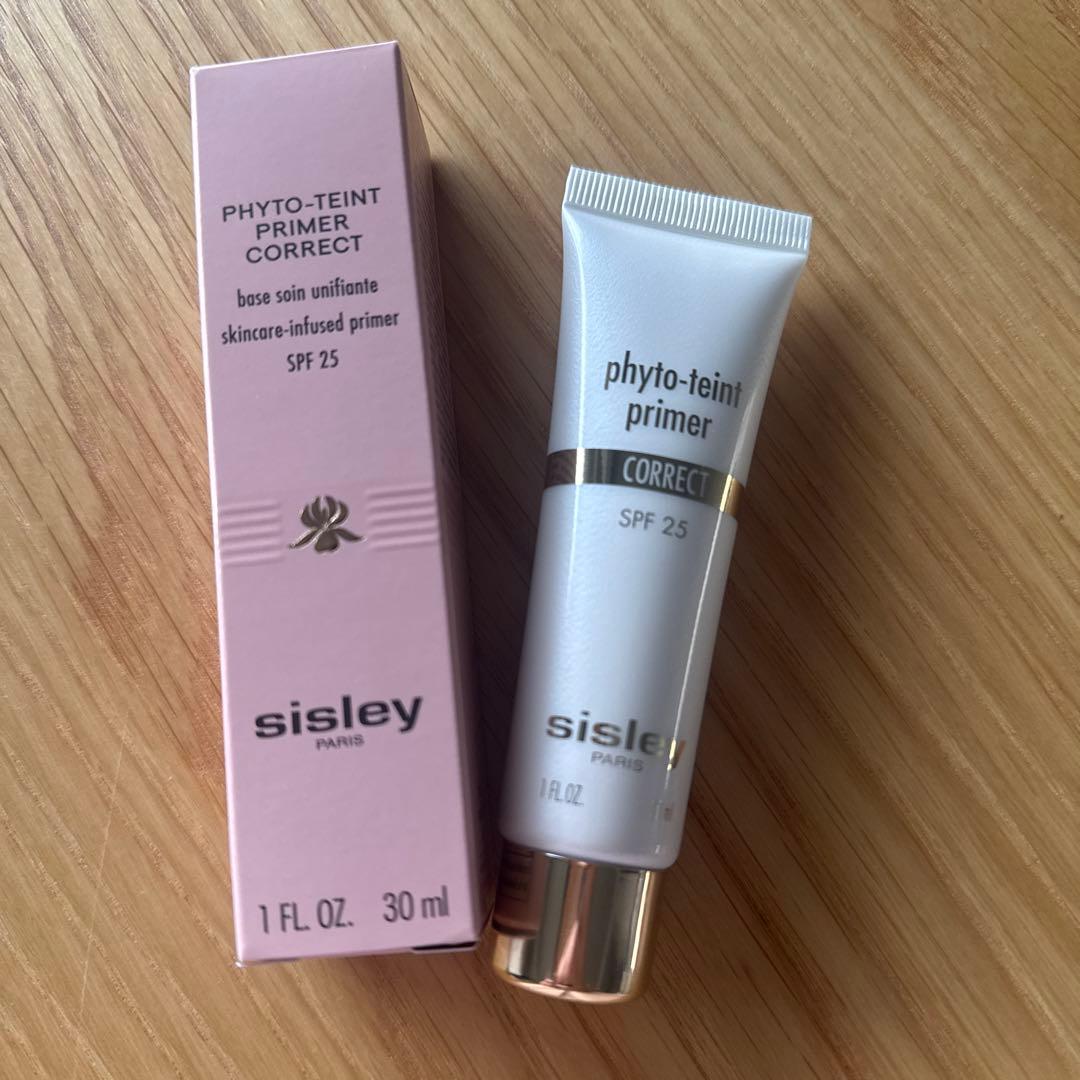 PHYTO-TEINT
PRIMER
CORRECT
base soin unifiante
skincare-infused primer
SPF 25
sisley
PARIS
1 FL. OZ. 30 ml
phyto-teint
primer
CORRECT
SPF 25
sisley
PARIS
1 FL.OZ. ml